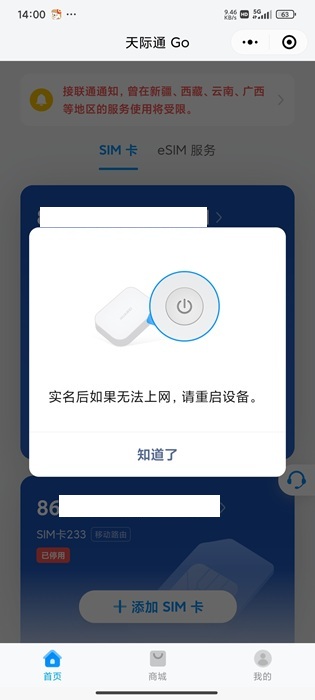 14:00
9.46 KB/s HD 5G 63
天际通 Go
接联通通知，曾在新疆、西藏、云南、广西
等地区的服务使用将受限。
SIM 卡 eSIM 服务
实名后如果无法上网，请重启设备。
知道了
86
SIM卡233 移动路由
已停用
添加 SIM 卡
首页 商城 我的